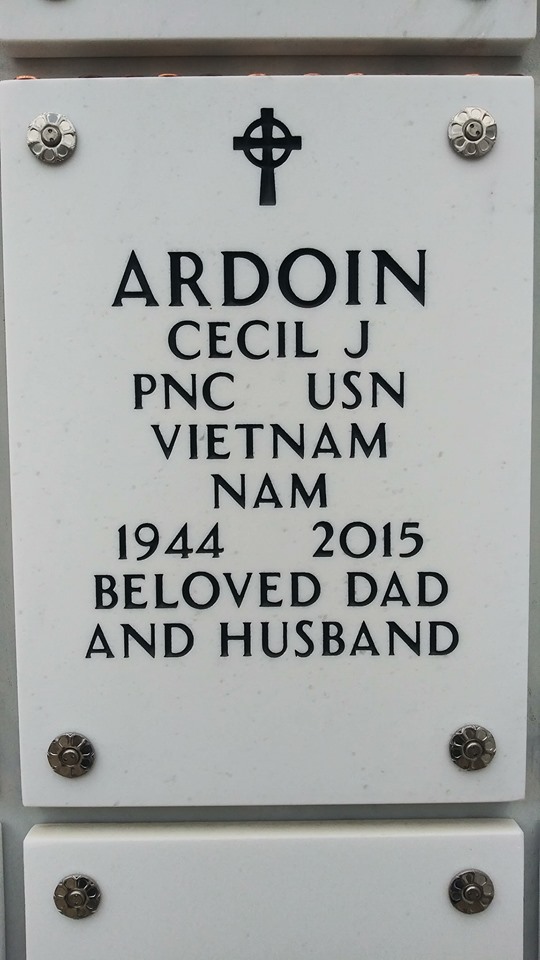 ARDOIN
CECIL J
PNC USN
VIETNAM
NAM
1944 2015
BELOVED DAD
AND HUSBAND